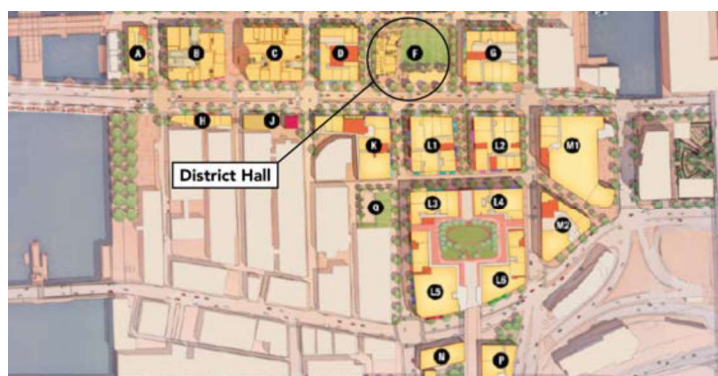 A B C D F G
H J K L1 L2 M1
District Hall
Q L3 L4 M2
L5 L6
N P